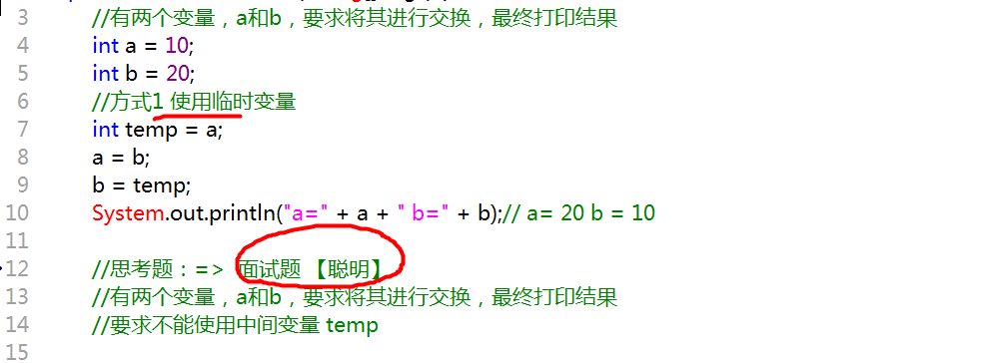 3 //有两个变量，a和b，要求将其进行交换，最终打印结果
4 int a = 10;
5 int b = 20;
6 //方式1 使用临时变量
7 int temp = a;
8 a = b;
9 b = temp;
10 System.out.println("a=" + a + " b=" + b);// a= 20 b = 10
11
12 //思考题：=> 面试题 【聪明】
13 //有两个变量，a和b，要求将其进行交换，最终打印结果
14 //要求不能使用中间变量 temp
15